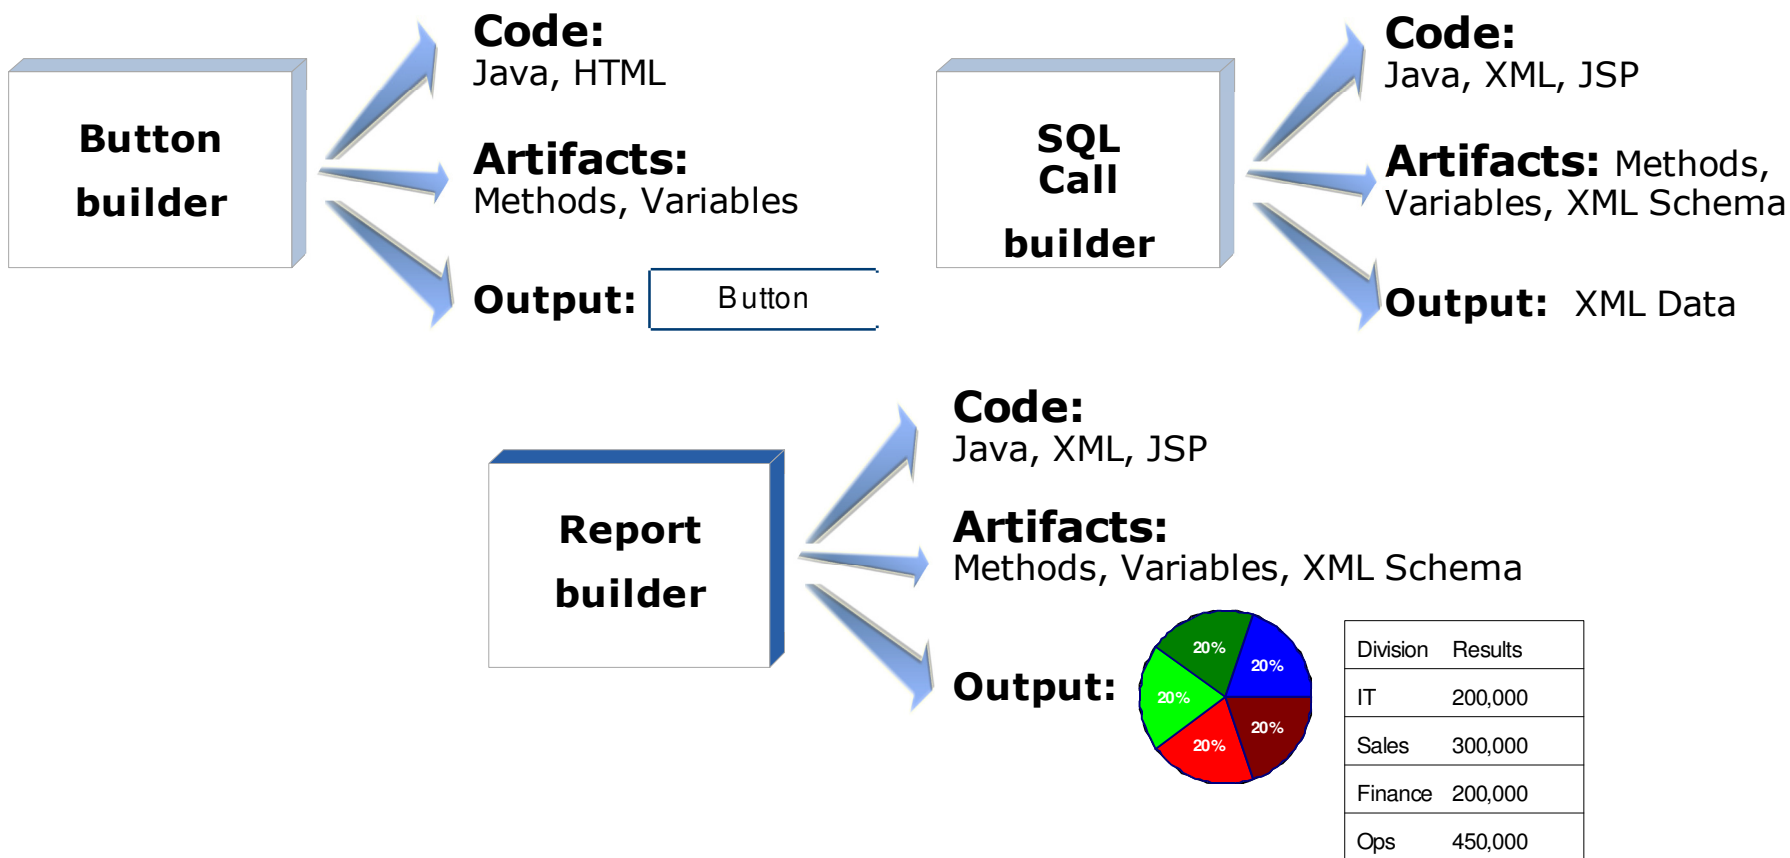 Button
builder
Code:
Java, HTML
Artifacts:
Methods, Variables
Output:
Button
SQL
Call
builder
Code:
Java, XML, JSP
Artifacts: Methods,
Variables, XML Schema
Output: XML Data
Report
builder
Code:
Java, XML, JSP
Artifacts:
Methods, Variables, XML Schema
Output:
20%
20%
20%
20%
20%
Division Results
IT 200,000
Sales 300,000
Finance 200,000
Ops 450,000